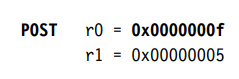 POST r0 = 0x0000000f
r1 = 0x00000005